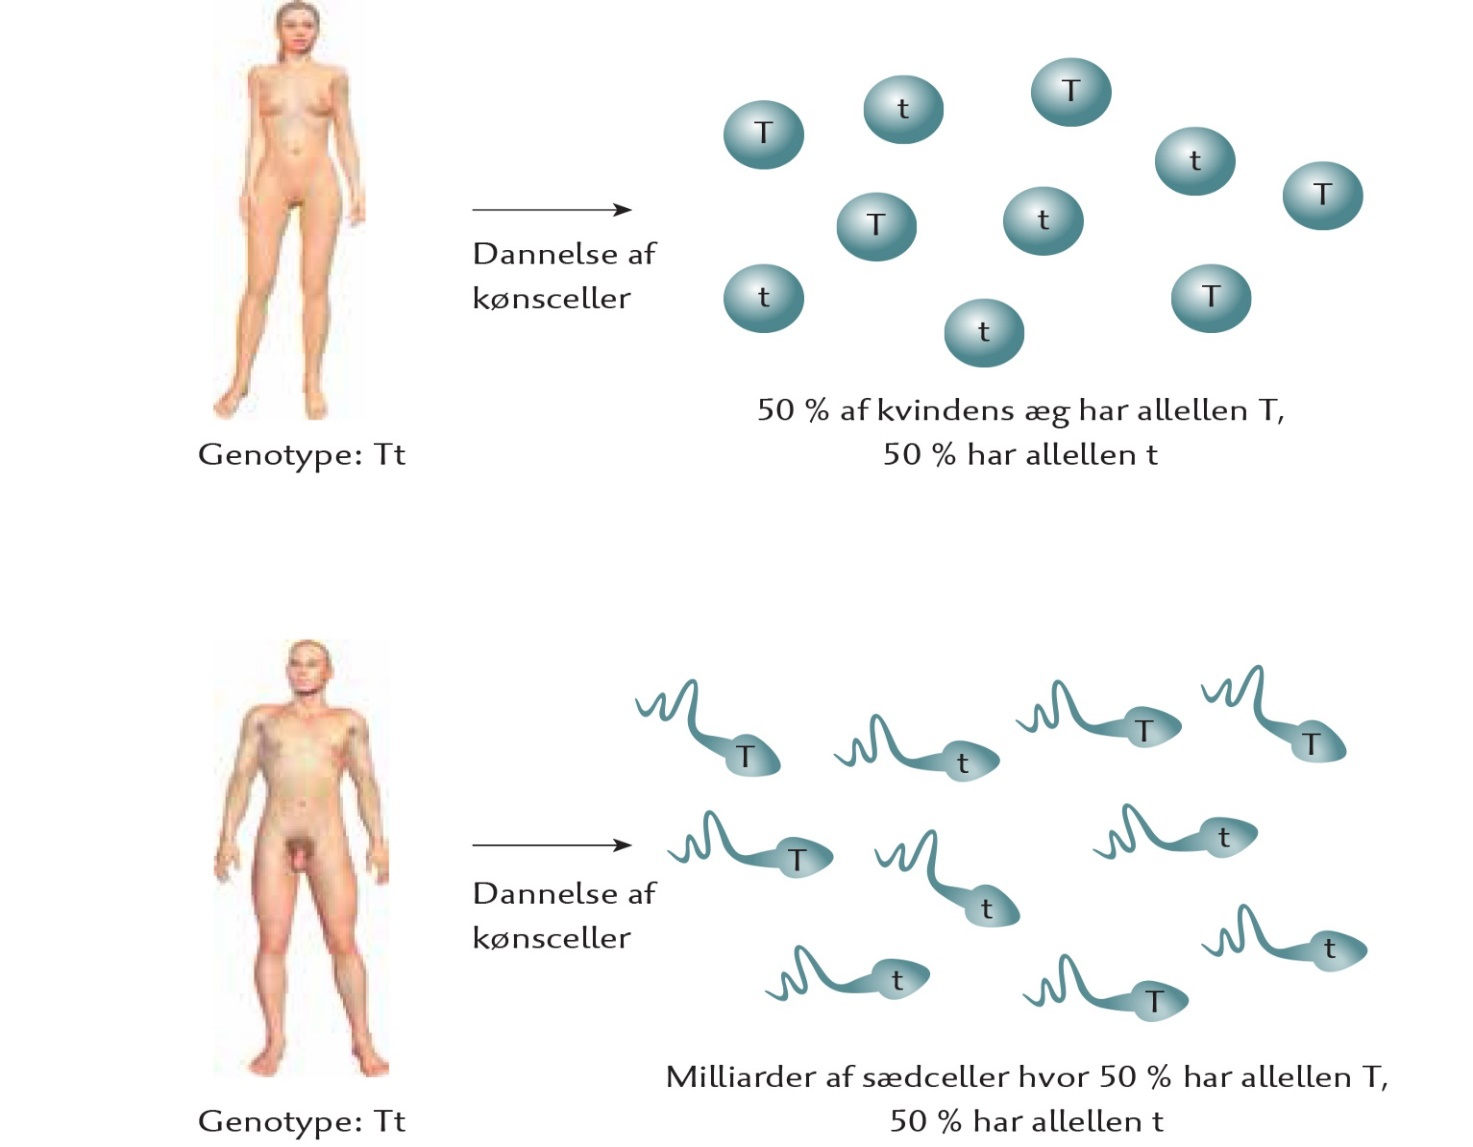 T
t
T
t
T
T
t
t
T
t
Dannelse af
kønsceller
50 % af kvindens æg har allellen T,
50 % har allellen t
Genotype: Tt
T
t
T
T
T
t
t
t
T
t
Dannelse af
kønsceller
Milliarder af sædceller hvor 50 % har allellen T,
50 % har allellen t
Genotype: Tt